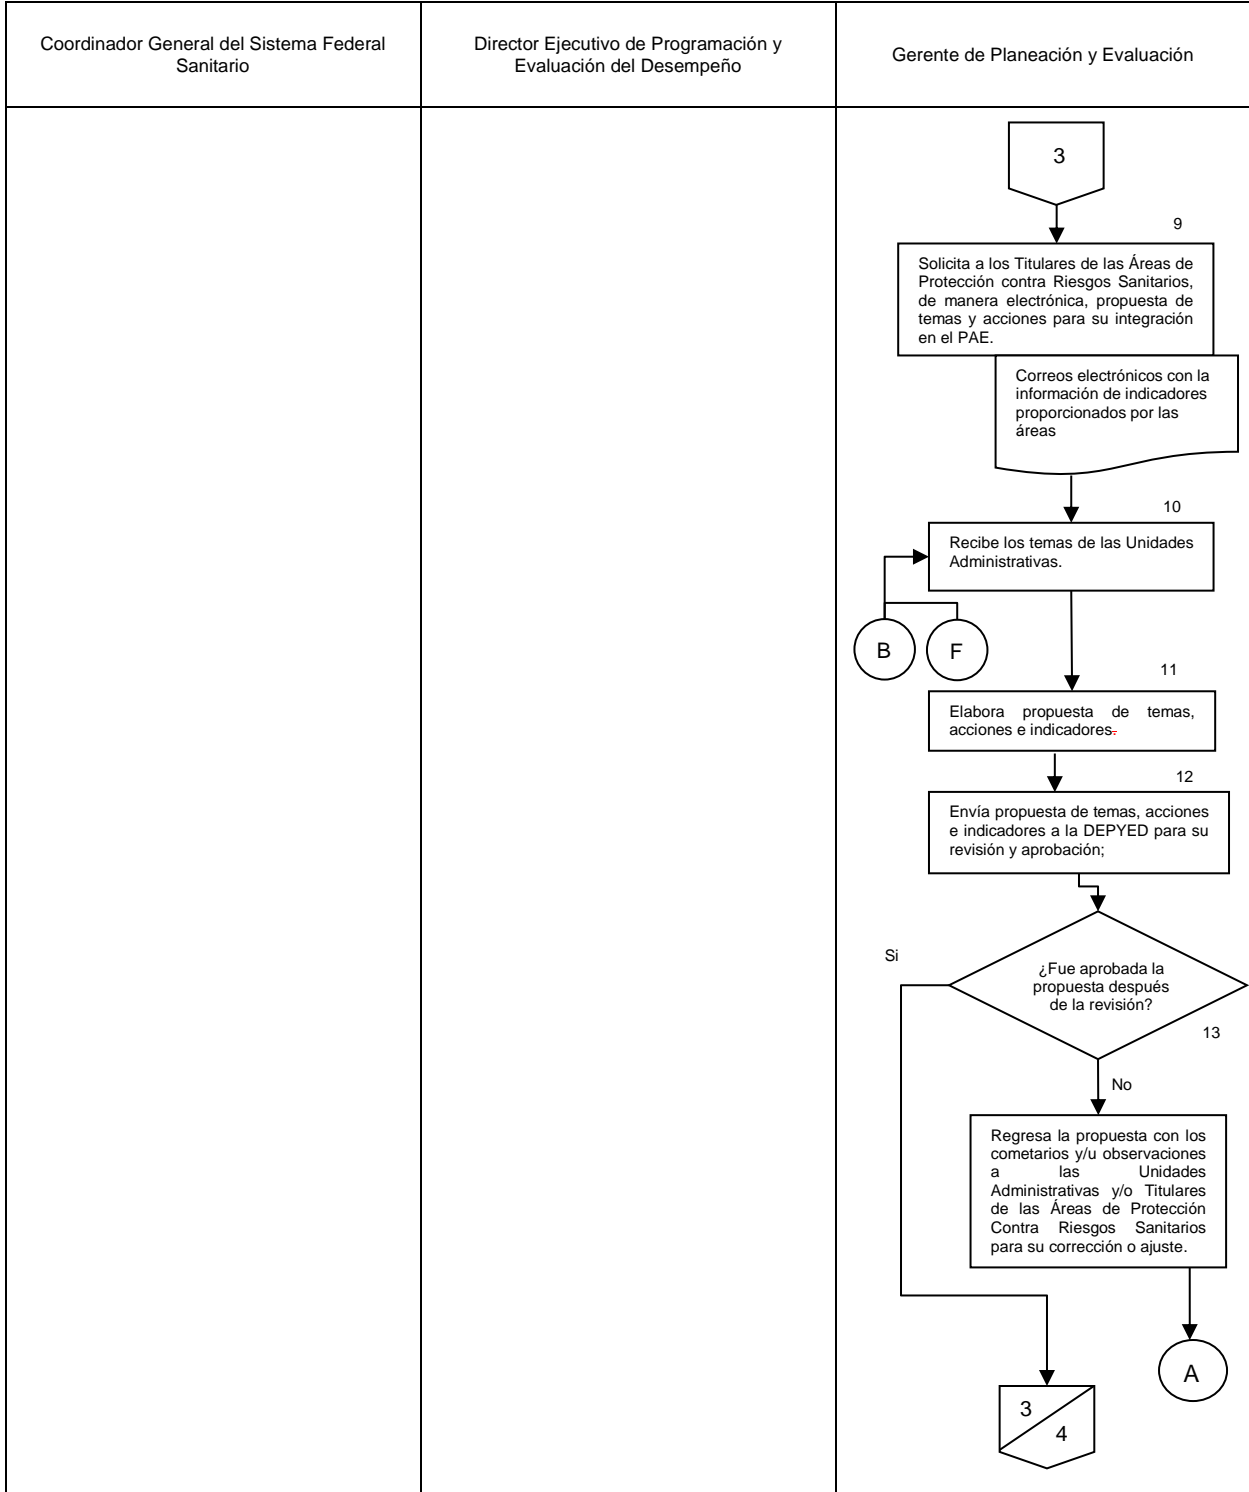 Coordinador General del Sistema Federal
Sanitario
Director Ejecutivo de Programación y
Evaluación del Desempeño
Gerente de Planeación y Evaluación
3
9
Solicita a los Titulares de las Áreas de
Protección contra Riesgos Sanitarios,
de manera electrónica, propuesta de
temas y acciones para su integración
en el PAE.
Correos electrónicos con la
información de indicadores
proporcionados por las
áreas
10
Recibe los temas de las Unidades
Administrativas.
B
F
11
Elabora propuesta de temas,
acciones e indicadores.
12
Envía propuesta de temas, acciones
e indicadores a la DEPYED para su
revisión y aprobación;
Si
¿Fue aprobada la
propuesta después
de la revisión?
13
No
Regresa la propuesta con los
cometarios y/u observaciones
a las Unidades
Administrativas y/o Titulares
de las Áreas de Protección
Contra Riesgos Sanitarios
para su corrección o ajuste.
A
3
4